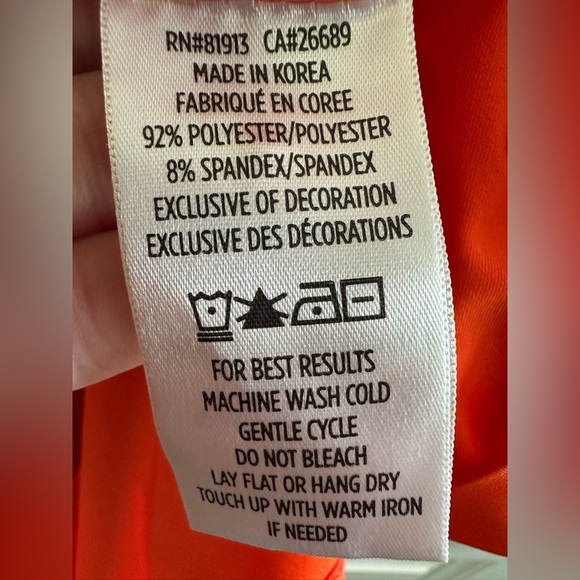 RN#81913 CA#26689
MADE IN KOREA
FABRIQUÉ EN COREE
92% POLYESTER/POLYESTER
8% SPANDEX/SPANDEX
EXCLUSIVE OF DECORATION
EXCLUSIVE DES DÉCORATIONS
FOR BEST RESULTS
MACHINE WASH COLD
GENTLE CYCLE
DO NOT BLEACH
LAY FLAT OR HANG DRY
TOUCH UP WITH WARM IRON
IF NEEDED